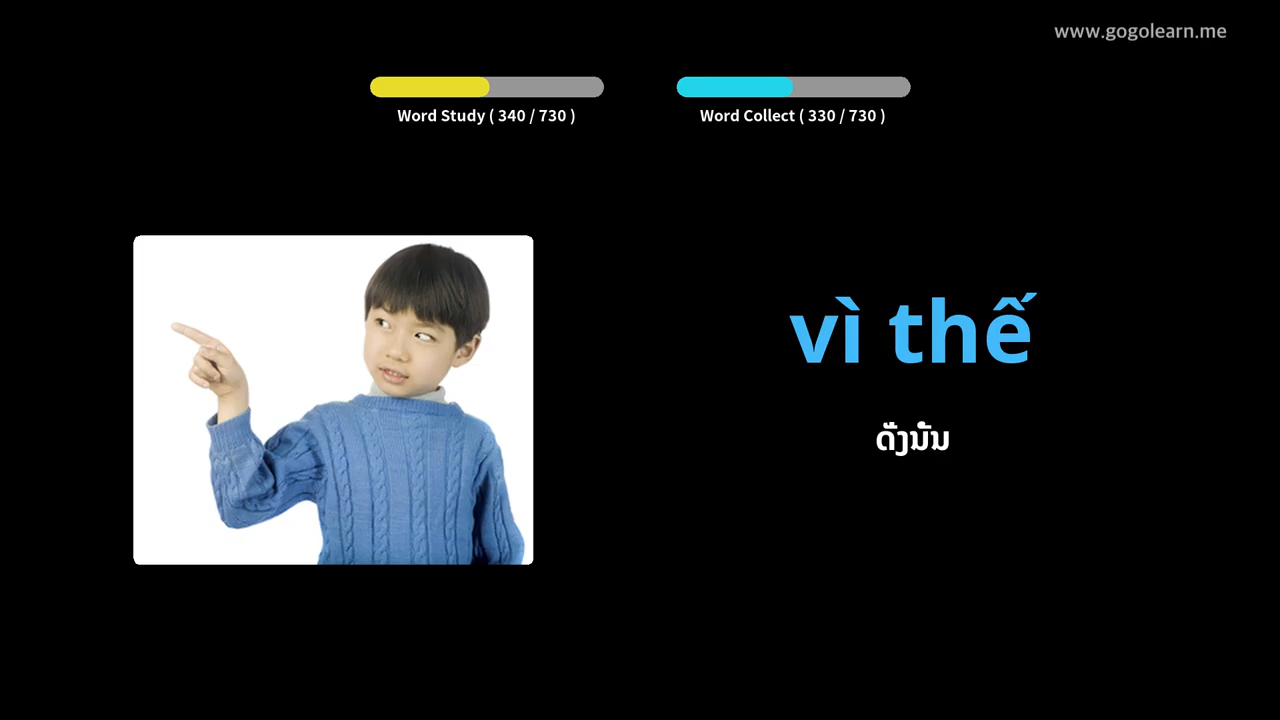 www.gogolearn.me
Word Study ( 340 / 730 )
Word Collect ( 330 / 730 )
vì thế
ດັ່ງນັ້ນ